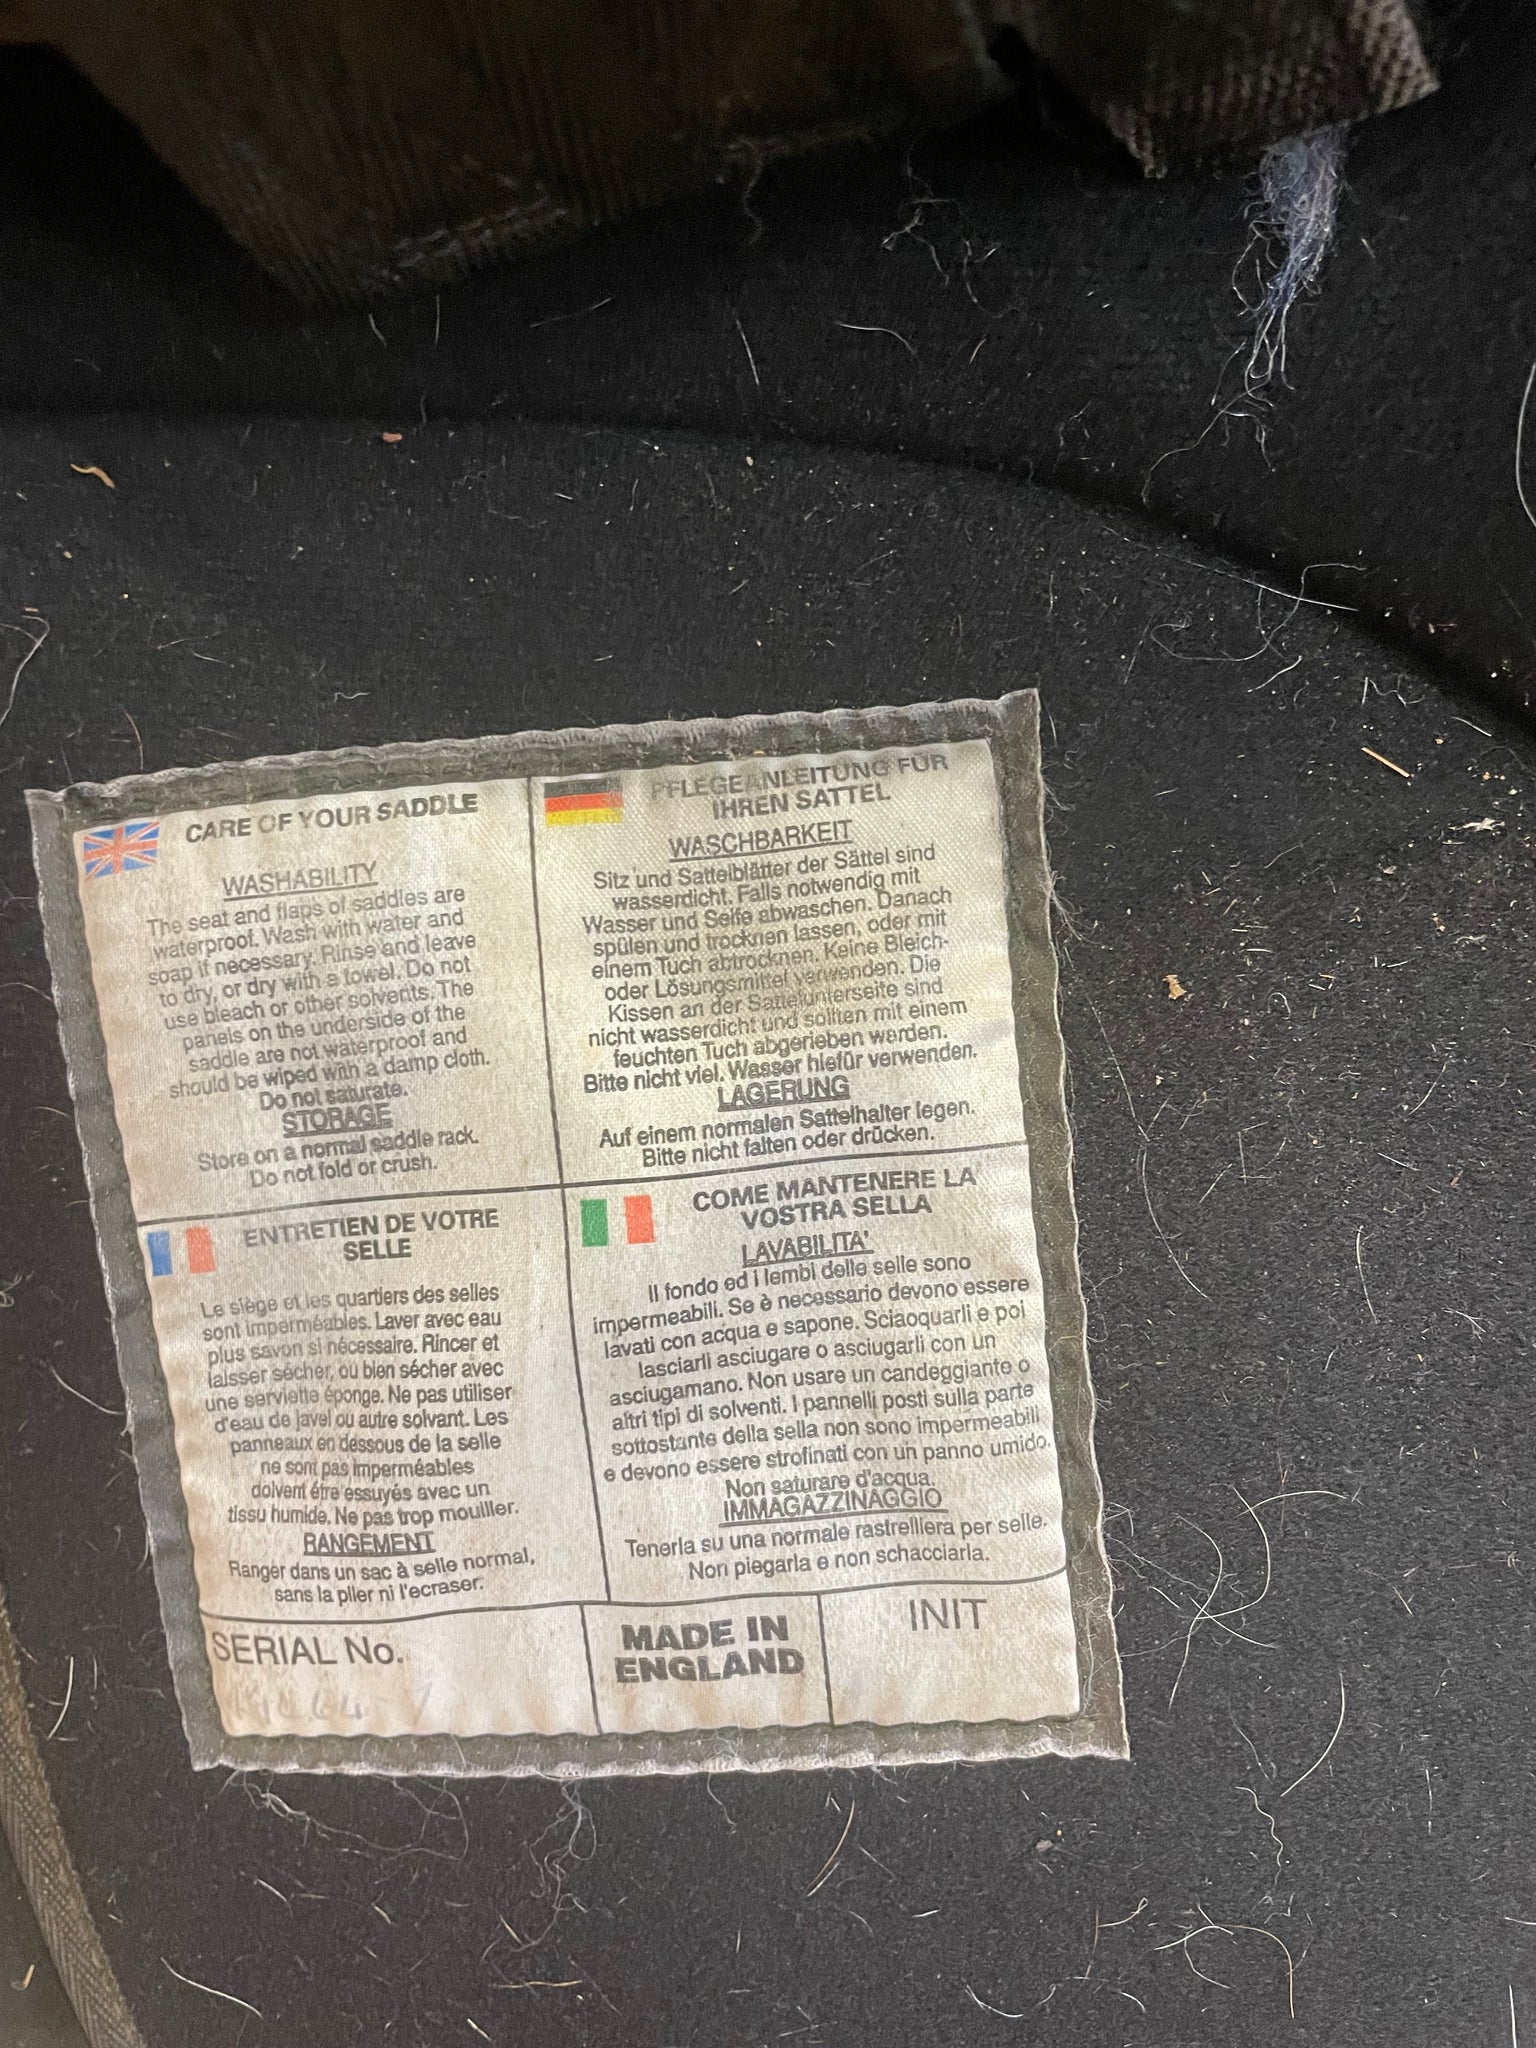 CARE OF YOUR SADDLE
WASHABILITY
The seat and flaps of saddles are
waterproof. Wash with water and
soap if necessary. Rinse and leave
to dry, or dry with a towel. Do not
use bleach or other solvents. The
panels on the underside of the
saddle are not waterproof and
should be wiped with a damp cloth.
Do not saturate.
STORAGE
Store on a normal saddle rack.
Do not fold or crush.
PFLEGEANLEITUNG FÜR
IHREN SATTEL
WASCHBARKEIT
Sitz und Sattelblätter der Sättel sind
wasserdicht. Falls notwendig mit
Wasser und Seife abwaschen. Danach
spülen und trocknen lassen, oder mit
einem Tuch abtrocknen. Keine Bleich-
oder Lösungsmittel verwenden. Die
Kissen an der Sattelunterseite sind
nicht wasserdicht und sollten mit einem
feuchten Tuch abgerieben werden.
Bitte nicht viel. Wasser hiefür verwenden.
LAGERUNG
Auf einem normalen Sattelhalter legen.
Bitte nicht falten oder drücken.
ENTRETIEN DE VOTRE
SELLE
Le siège et les quartiers des selles
sont imperméables. Laver avec eau
plus savon si nécessaire. Rincer et
laisser sécher, ou bien sécher avec
une serviette éponge. Ne pas utiliser
d'eau de javel ou autre solvant. Les
panneaux en dessous de la selle
ne sont pas imperméables
doivent étre essuyés avec un
tissu humide. Ne pas trop mouiller.
RANGEMENT
Ranger dans un sac à selle normal,
sans la plier ni l'ecraser.
COME MANTENERE LA
VOSTRA SELLA
LAVABILITA'
Il fondo ed i lembi delle selle sono
impermeabili. Se è necessario devono essere
lavati con acqua e sapone. Sciaoquarli e poi
lasciarli asciugare o asciugarli con un
asciugamano. Non usare un candeggiante o
altri tipi di solventi. I pannelli posti sulla parte
sottostante della sella non sono impermeabili
e devono essere strofinati con un panno umido.
Non saturare d'acqua.
IMMAGAZZINAGGIO
Tenerla su una normale rastrelliera per selle.
Non piegarla e non schacciarla.
SERIAL No.
MADE IN
ENGLAND
INIT